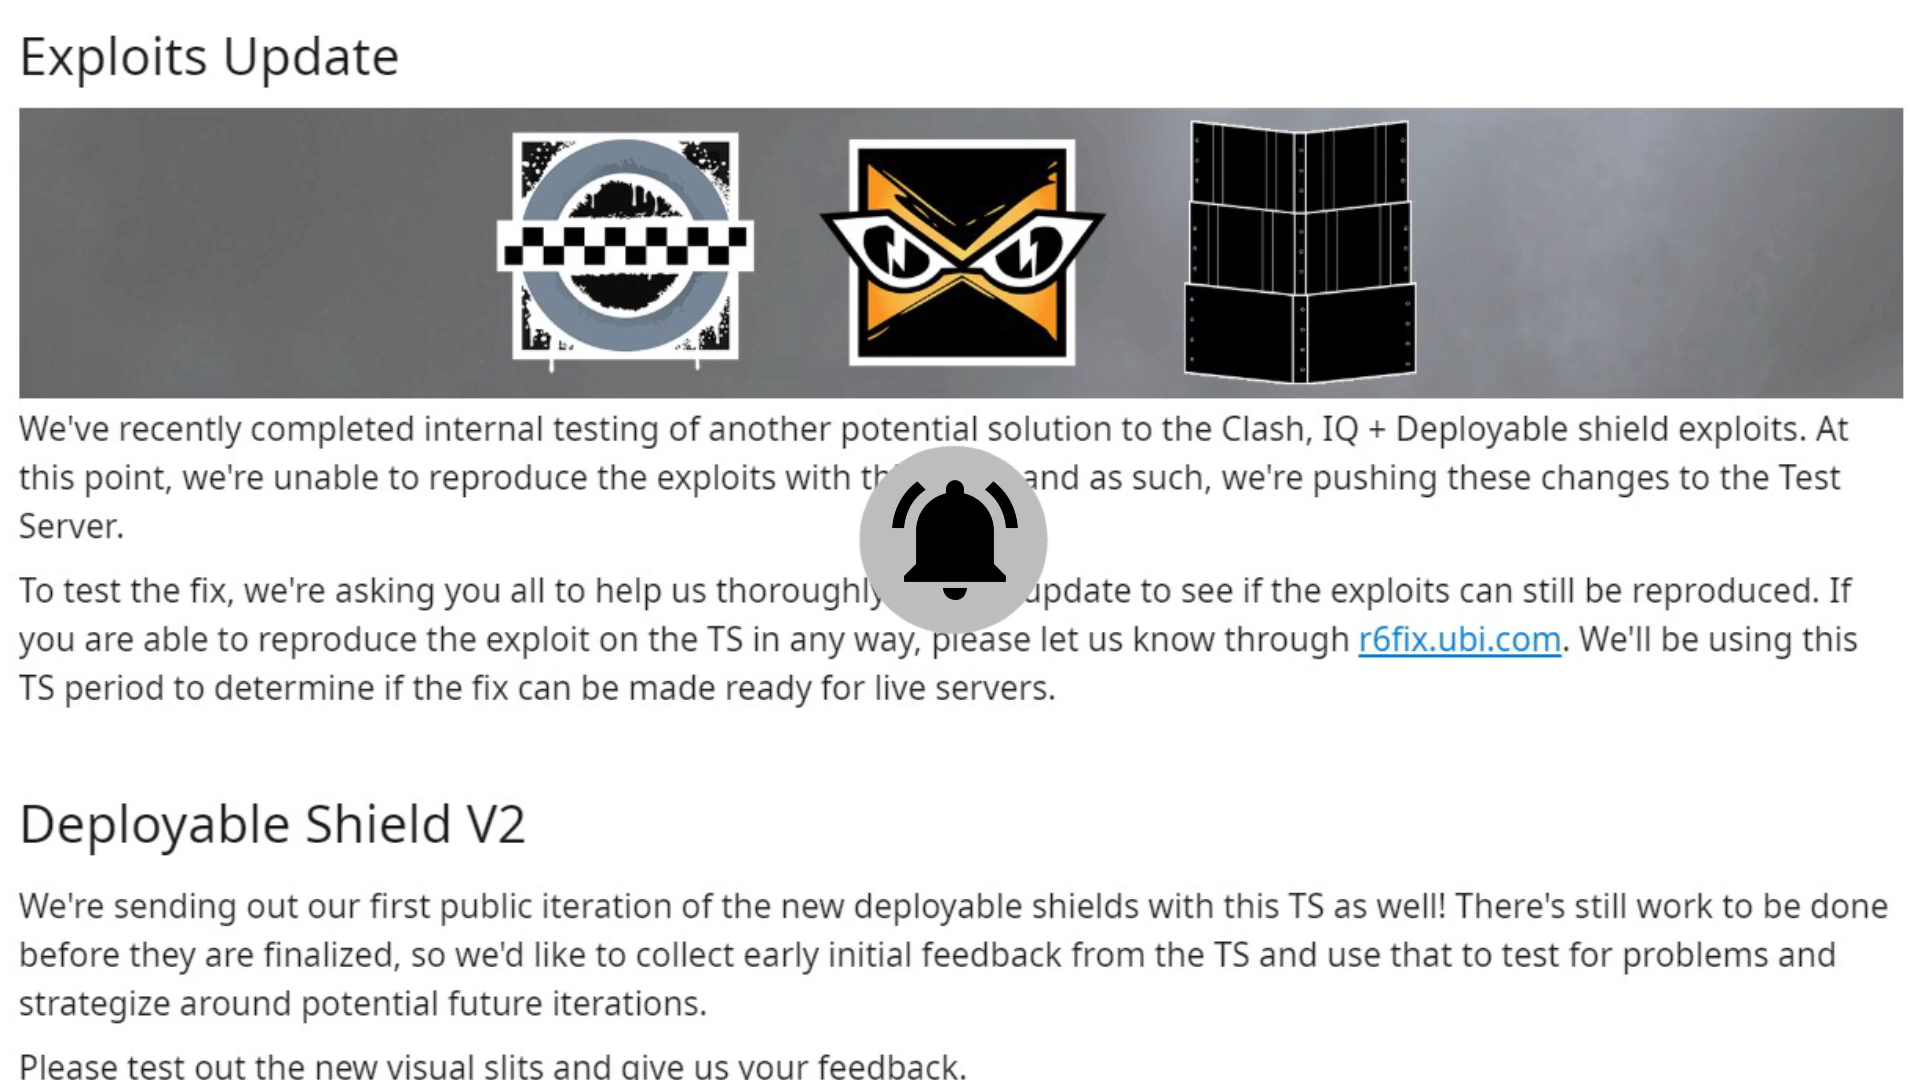 Exploits Update
We've recently completed internal testing of another potential solution to the Clash, IQ + Deployable shield exploits. At
this point, we're unable to reproduce the exploits with and as such, we're pushing these changes to the Test
Server.
To test the fix, we're asking you all to help us thoroughly update to see if the exploits can still be reproduced. If
you are able to reproduce the exploit on the TS in any way, please let us know through r6fix.ubi.com. We'll be using this
TS period to determine if the fix can be made ready for live servers.
Deployable Shield V2
We're sending out our first public iteration of the new deployable shields with this TS as well! There's still work to be done
before they are finalized, so we'd like to collect early initial feedback from the TS and use that to test for problems and
strategize around potential future iterations.
Please test out the new visual slits and give us your feedback.